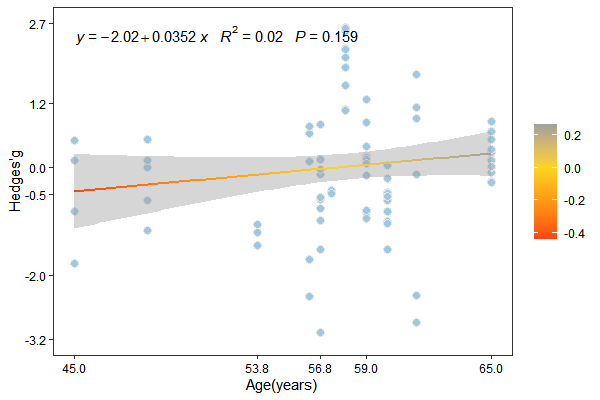 y = −2.02 + 0.0352 x   R² = 0.02   P = 0.159
2.7
1.2
0.0
-0.5
-2.0
-3.2
Hedges'g
45.0 53.8 56.8 59.0 65.0
Age(years)
0.2
0.0
-0.2
-0.4